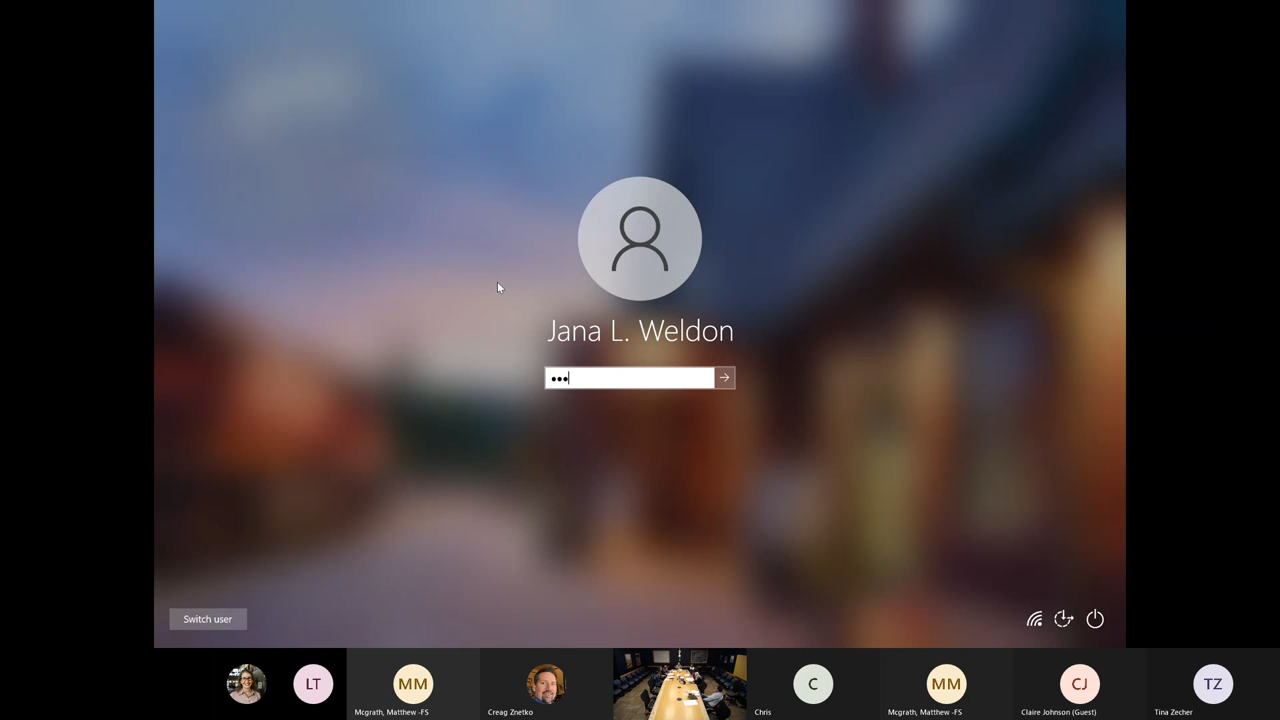 Jana L. Weldon
Switch user
LT
MM
Mcgrath, Matthew -FS
Creag Znetko
C
Chris
MM
Mcgrath, Matthew -FS
CJ
Claire Johnson (Guest)
TZ
Tina Zecher